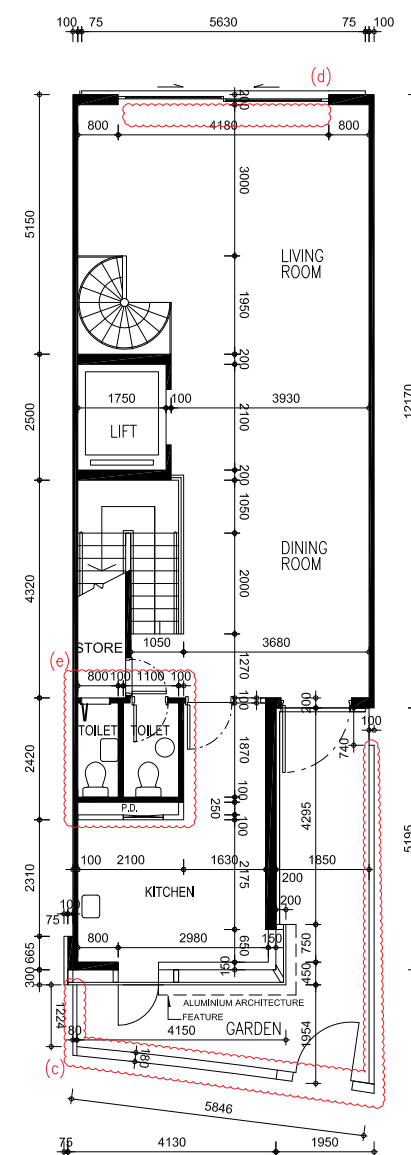 100 75 5630 75 100
(d)
200
800 4180 800
3000
5150
LIVING
ROOM
1950
200
12170
1750 100 3930
2500
2100
LIFT
200
1050
DINING
ROOM
4320
2000
STORE
1050 3680
(e)
1270
800 100 1100 100
100
200
100
TOILET TOILET
740
1870
2420
4295
P.D.
100
250
100
5195
100 2100 1630 1850
2175
2310
KITCHEN
200
100
200
75
800 2980 150
650
750
665
150
300
450
ALUMINIUM ARCHITECTURE
FEATURE
1224
GARDEN
80 4150
1954
180
(c)
5846
75 4130 1950